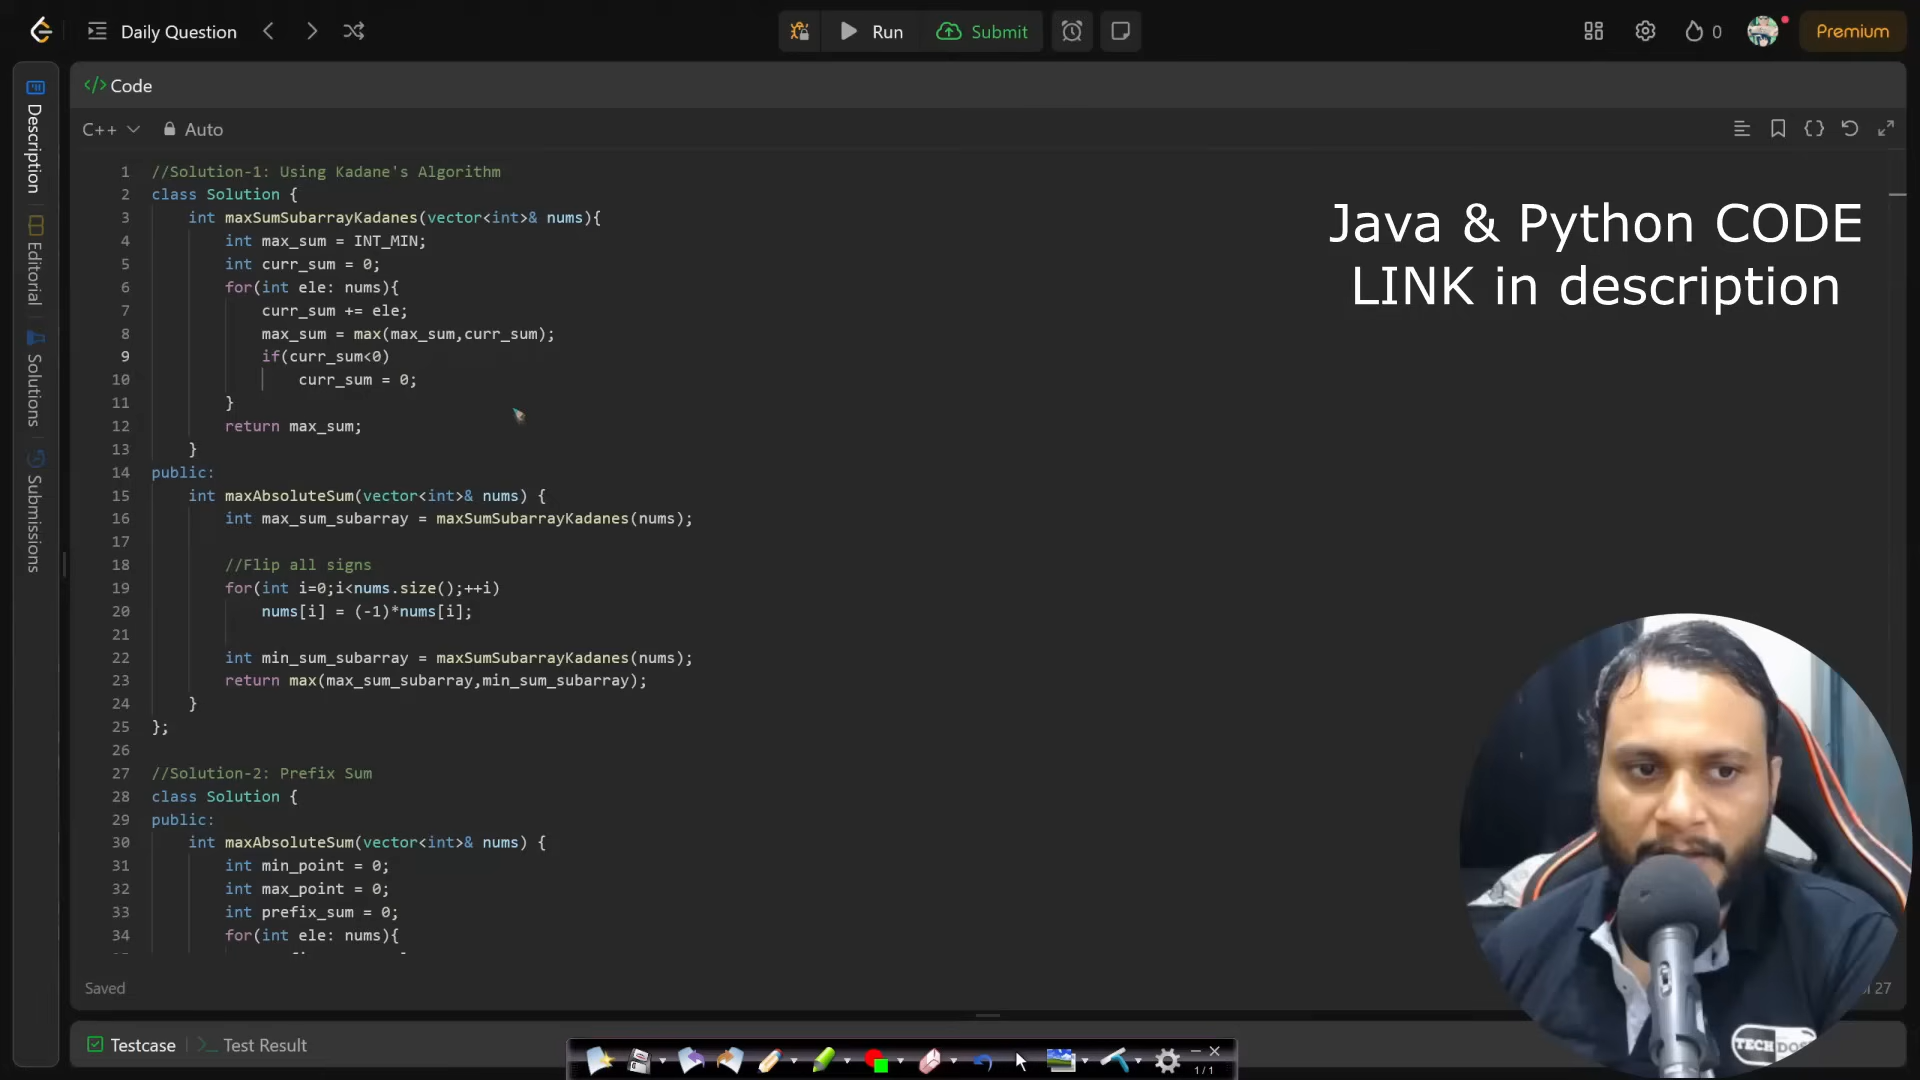 Daily Question
Run
Submit
0
Premium
Description
Editorial
Solutions
Submissions
</> Code
C++
Auto
1 //Solution-1: Using Kadane's Algorithm
2 class Solution {
3 int maxSumSubarrayKadanes(vector<int>& nums){
4 int max_sum = INT_MIN;
5 int curr_sum = 0;
6 for(int ele: nums){
7 curr_sum += ele;
8 max_sum = max(max_sum,curr_sum);
9 if(curr_sum<0)
10 curr_sum = 0;
11 }
12 return max_sum;
13 }
14 public:
15 int maxAbsoluteSum(vector<int>& nums) {
16 int max_sum_subarray = maxSumSubarrayKadanes(nums);
17
18 //Flip all signs
19 for(int i=0;i<nums.size();++i)
20 nums[i] = (-1)*nums[i];
21
22 int min_sum_subarray = maxSumSubarrayKadanes(nums);
23 return max(max_sum_subarray,min_sum_subarray);
24 }
25 };
26
27 //Solution-2: Prefix Sum
28 class Solution {
29 public:
30 int maxAbsoluteSum(vector<int>& nums) {
31 int min_point = 0;
32 int max_point = 0;
33 int prefix_sum = 0;
34 for(int ele: nums){
Java & Python CODE
LINK in description
Saved
27
Testcase
Test Result
1/1